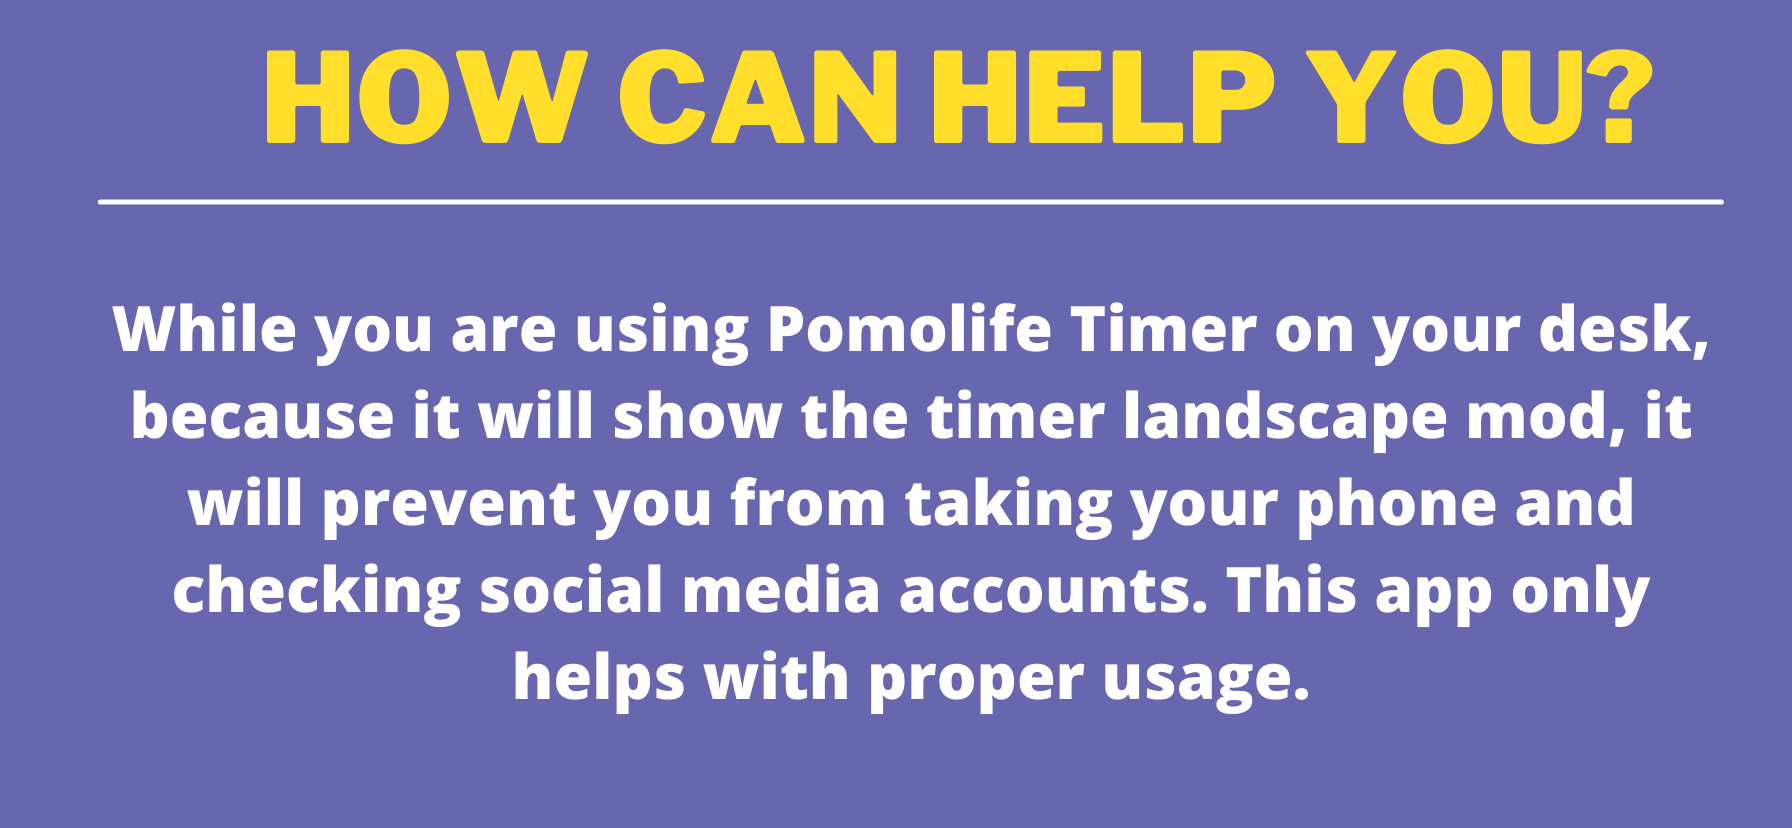 HOW CAN HELP YOU?
While you are using Pomolife Timer on your desk,
because it will show the timer landscape mod, it
will prevent you from taking your phone and
checking social media accounts. This app only
helps with proper usage.